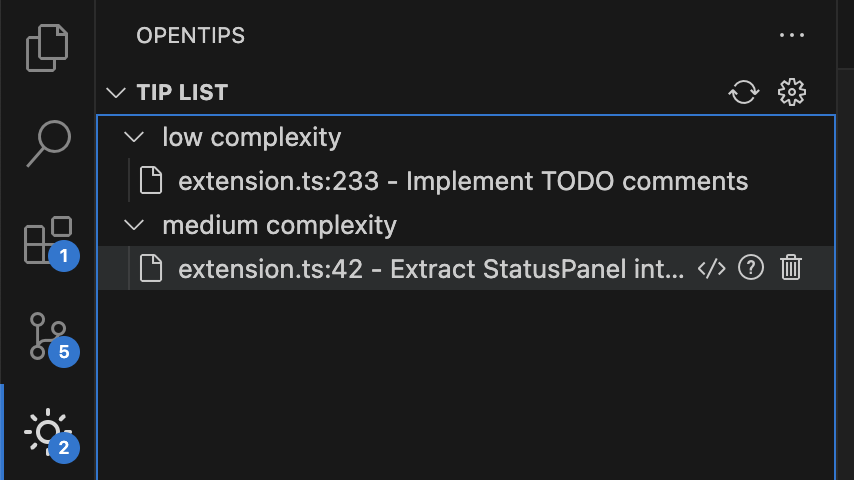 OPENTIPS
TIP LIST
low complexity
extension.ts:233 - Implement TODO comments
medium complexity
extension.ts:42 - Extract StatusPanel int...
1
5
2